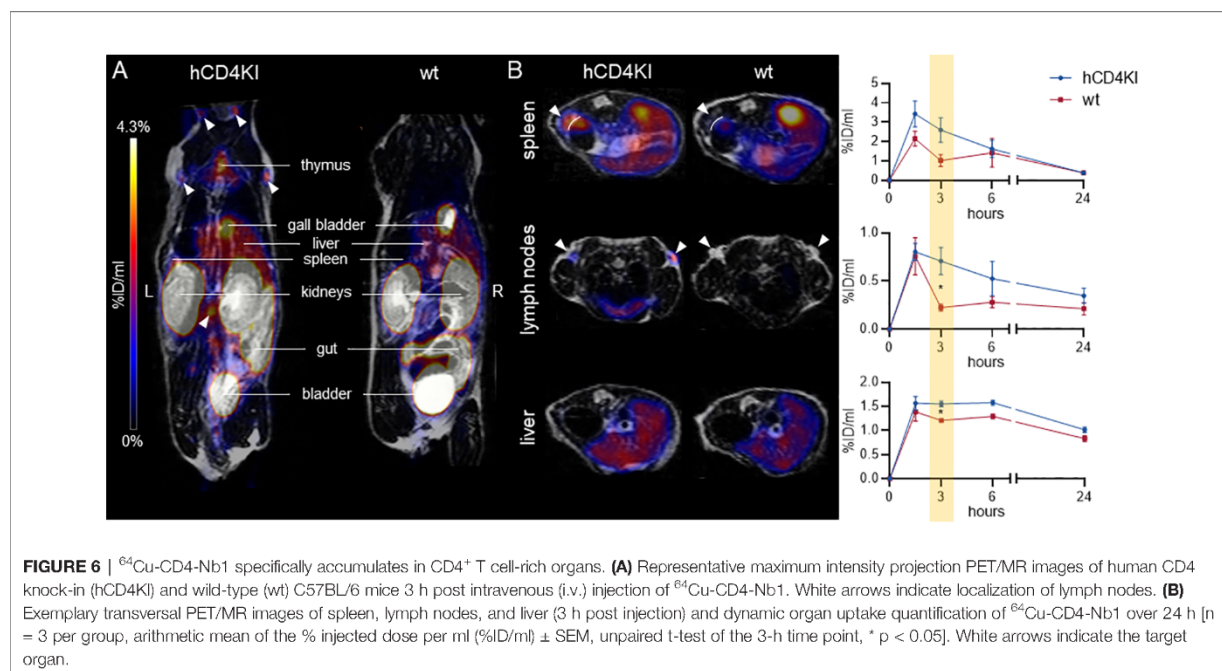 A
hCD4KI
wt
4.3%
%ID/ml
0%
L
R
thymus
gall bladder
liver
spleen
kidneys
gut
bladder
B
hCD4KI
wt
spleen
lymph nodes
liver
hCD4KI
wt
%ID/ml
5
4
3
2
1
0
0
3
6
24
hours
%ID/ml
1.0
0.5
0.0
*
0
3
6
24
hours
%ID/ml
2.0
1.5
1.0
0.5
0.0
*
0
3
6
24
hours
FIGURE 6 | ⁶⁴Cu-CD4-Nb1 specifically accumulates in CD4⁺ T cell-rich organs. (A) Representative maximum intensity projection PET/MR images of human CD4
knock-in (hCD4KI) and wild-type (wt) C57BL/6 mice 3 h post intravenous (i.v.) injection of ⁶⁴Cu-CD4-Nb1. White arrows indicate localization of lymph nodes. (B)
Exemplary transversal PET/MR images of spleen, lymph nodes, and liver (3 h post injection) and dynamic organ uptake quantification of ⁶⁴Cu-CD4-Nb1 over 24 h [n
= 3 per group, arithmetic mean of the % injected dose per ml (%ID/ml) ± SEM, unpaired t-test of the 3-h time point, * p < 0.05]. White arrows indicate the target
organ.